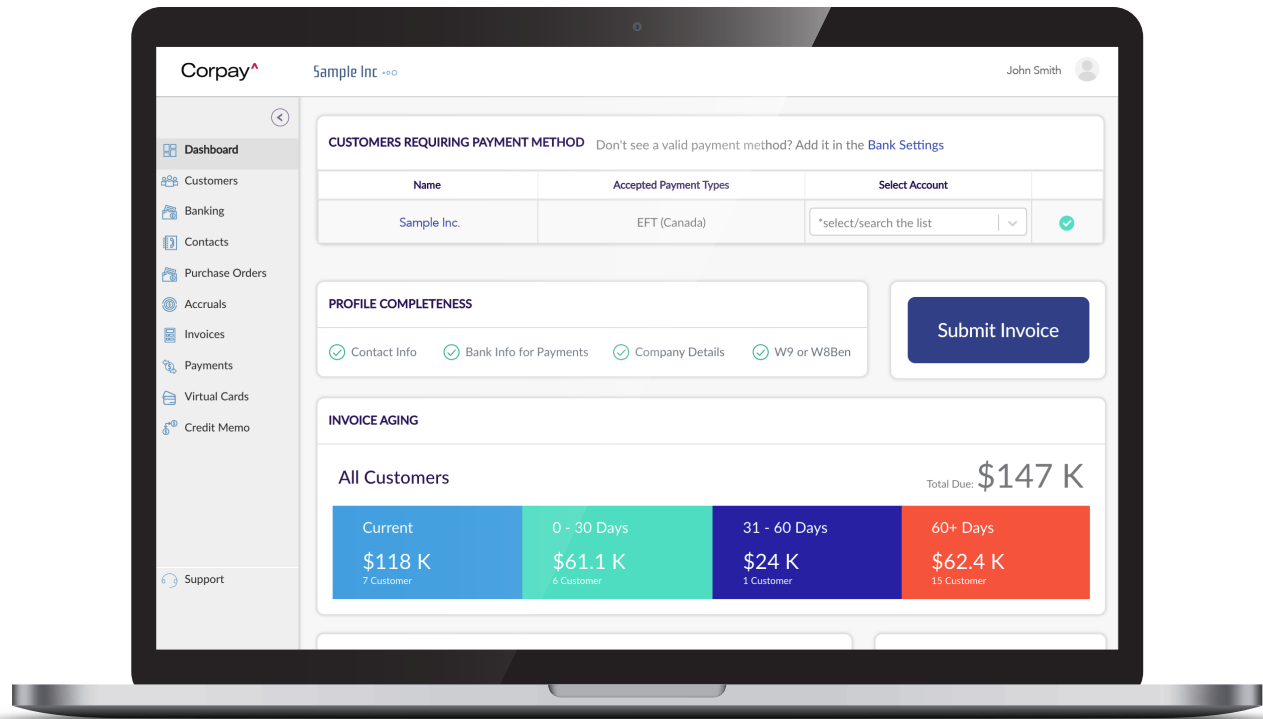 Corpay^
Sample Inc
John Smith
Dashboard
Customers
Banking
Contacts
Purchase Orders
Accruals
Invoices
Payments
Virtual Cards
Credit Memo
Support
CUSTOMERS REQUIRING PAYMENT METHOD Don't see a valid payment method? Add it in the Bank Settings
Name Accepted Payment Types Select Account
Sample Inc. EFT (Canada) *select/search the list
PROFILE COMPLETENESS
Contact Info Bank Info for Payments Company Details W9 or W8Ben
Submit Invoice
INVOICE AGING
All Customers Total Due: $147 K
Current 0 - 30 Days 31 - 60 Days 60+ Days
$118 K $61.1 K $24 K $62.4 K
7 Customer 6 Customer 1 Customer 15 Customer